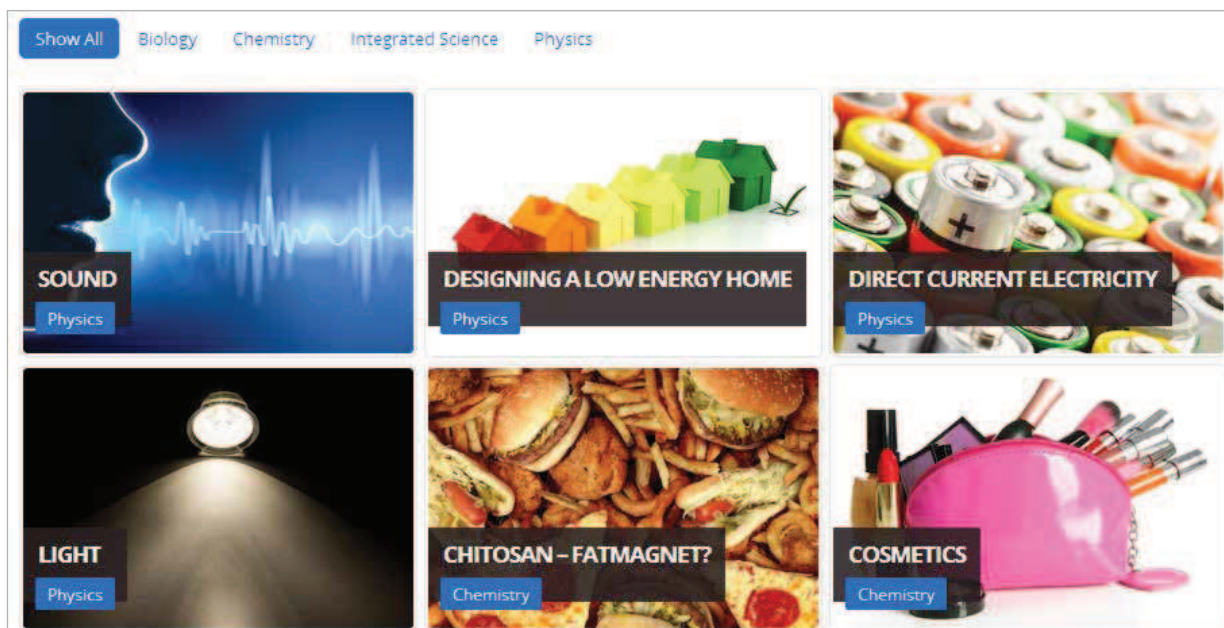 Show All Biology Chemistry Integrated Science Physics
SOUND
Physics
DESIGNING A LOW ENERGY HOME
Physics
DIRECT CURRENT ELECTRICITY
Physics
LIGHT
Physics
CHITOSAN – FATMAGNET?
Chemistry
COSMETICS
Chemistry